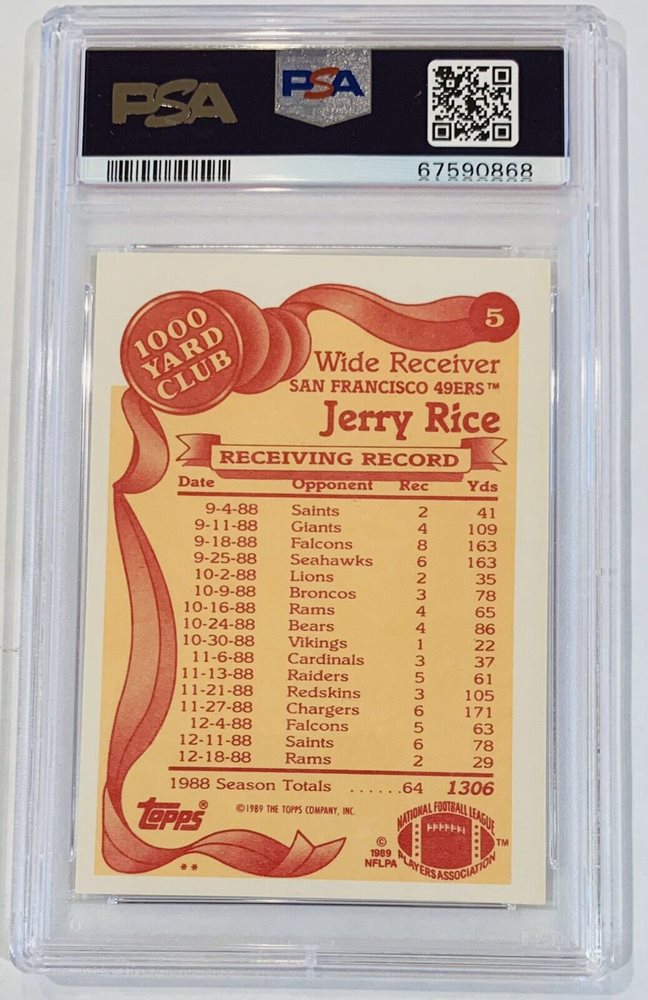 PSA
PSA
67590868
1000
YARD
CLUB
5
Wide Receiver
SAN FRANCISCO 49ERS™
Jerry Rice
RECEIVING RECORD
Date Opponent Rec Yds
9-4-88 Saints 2 41
9-11-88 Giants 4 109
9-18-88 Falcons 8 163
9-25-88 Seahawks 6 163
10-2-88 Lions 2 35
10-9-88 Broncos 3 78
10-16-88 Rams 4 65
10-24-88 Bears 4 86
10-30-88 Vikings 1 22
11-6-88 Cardinals 3 37
11-13-88 Raiders 5 61
11-21-88 Redskins 3 105
11-27-88 Chargers 6 171
12-4-88 Falcons 5 63
12-11-88 Saints 6 78
12-18-88 Rams 2 29
1988 Season Totals ......64 1306
topps®
©1989 THE TOPPS COMPANY, INC.
**
©
1989
NFLPA
NATIONAL FOOTBALL LEAGUE
PLAYERS ASSOCIATION
™